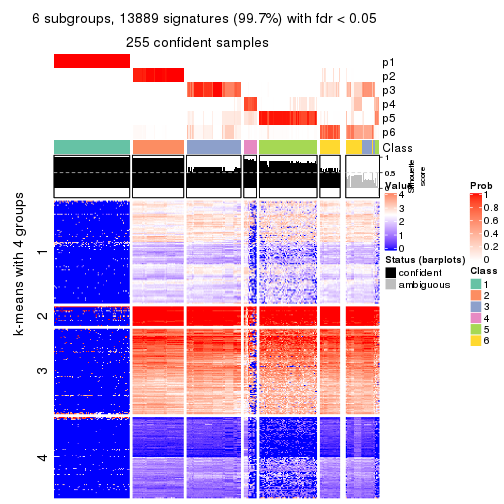 6 subgroups, 13889 signatures (99.7%) with fdr < 0.05
255 confident samples
p1
p2
p3
p4
p5
p6
Class
1
0.5
0
Silhouette
score
k-means with 4 groups
1
2
3
4
Value
4
3
2
1
0
Status (barplots)
confident
ambiguous
Prob
1
0.8
0.6
0.4
0.2
0
Class
1
2
3
4
5
6